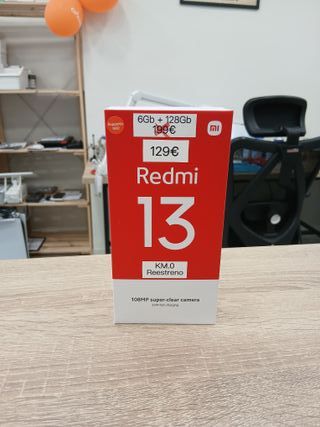 6Gb + 128Gb
199€
mi
129€
Redmi
13
KM.0
Reestreno
108MP super-clear camera